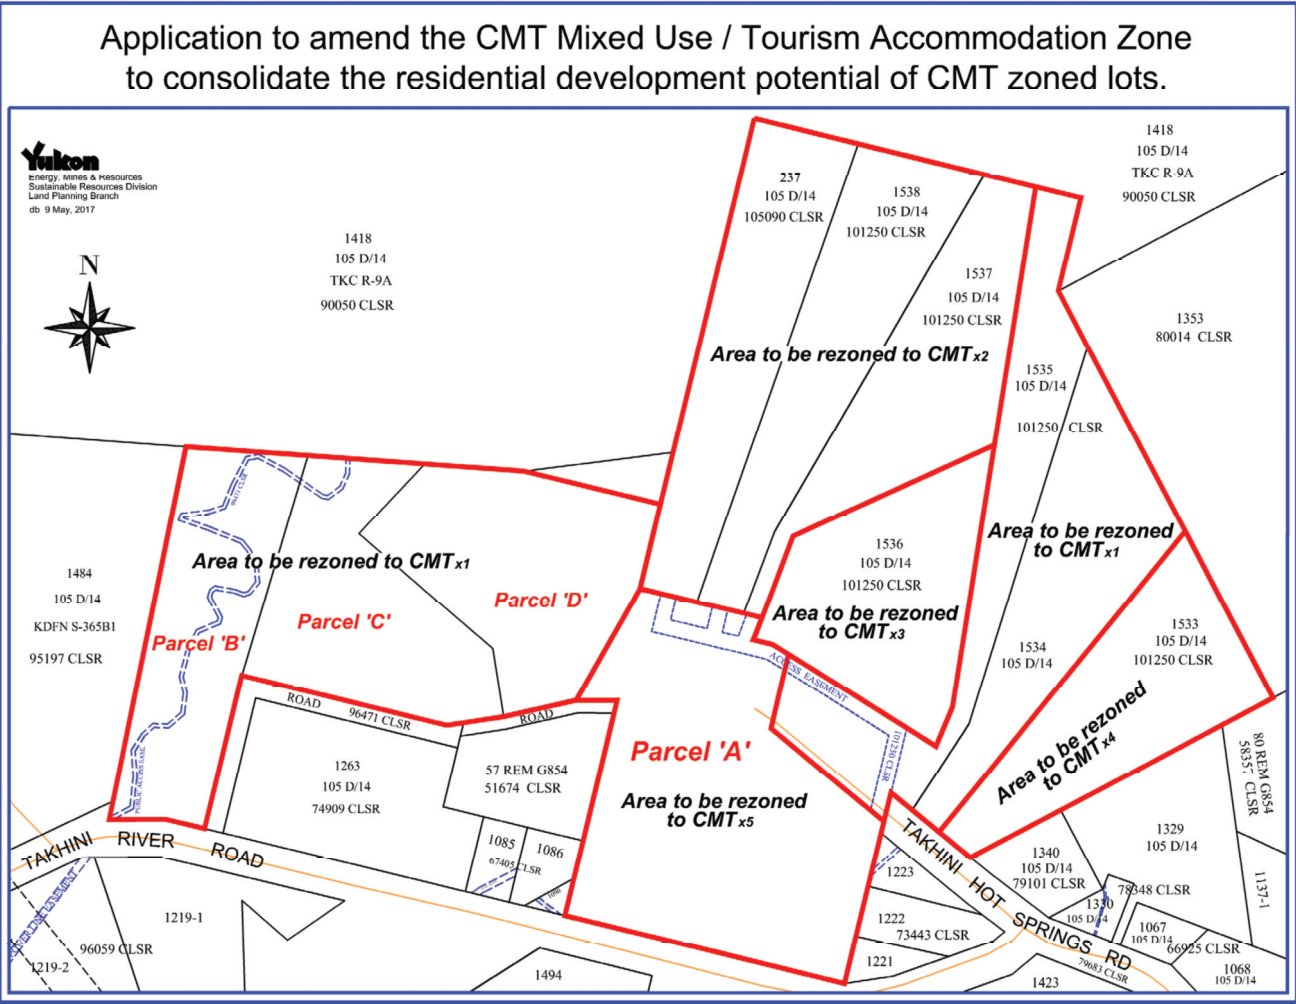 Application to amend the CMT Mixed Use / Tourism Accommodation Zone
to consolidate the residential development potential of CMT zoned lots.
Yukon
Energy, Mines & Resources
Sustainable Resources Division
Land Planning Branch
db 9 May, 2017
N
1418
105 D/14
TKC R-9A
90050 CLSR
237
105 D/14
105090 CLSR
1538
105 D/14
101250 CLSR
1537
105 D/14
101250 CLSR
Area to be rezoned to CMTx2
1418
105 D/14
TKC R-9A
90050 CLSR
1353
80014 CLSR
1535
105 D/14
101250 CLSR
Area to be rezoned
to CMTx1
1534
105 D/14
1536
105 D/14
101250 CLSR
Area to be rezoned
to CMTx3
1533
105 D/14
101250 CLSR
Area to be rezoned
to CMTx4
96471 CLSR
Area to be rezoned to CMTx1
Parcel 'B'
Parcel 'C'
Parcel 'D'
1484
105 D/14
KDFN S-365B1
95197 CLSR
PUBLIC ACCESS EASE
ACCESS EASEMENT
101250 CLSR
ROAD
96471 CLSR
ROAD
1263
105 D/14
74909 CLSR
57 REM G854
51674 CLSR
1085
1086
67405 CLSR
1090
Parcel 'A'
Area to be rezoned
to CMTx5
TAKHINI RIVER ROAD
1219-1
96059 CLSR
1219-2
1494
TAKHINI HOT SPRINGS RD
1223
1222
73443 CLSR
1221
1423
79683 CLSR
1340
105 D/14
79101 CLSR
1330
105 D/14
78348 CLSR
1329
105 D/14
1067
105 D/14
66925 CLSR
1068
105 D/14
80 REM G854
58357 CLSR
1137-1